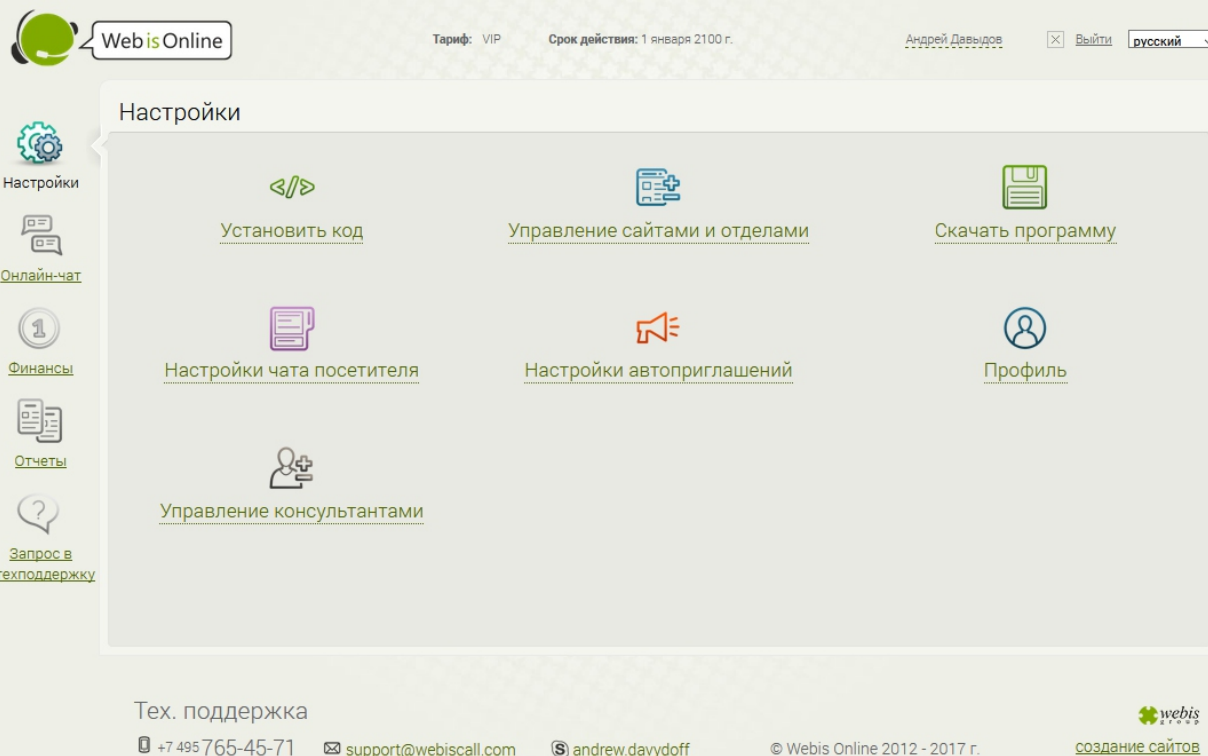 Web is Online
Тариф: VIP
Срок действия: 1 января 2100 г.
Андрей Давыдов
Выйти
русский
Настройки
Настройки
Онлайн-чат
1
Финансы
Отчеты
?
Запрос в
техподдержку
</>
Установить код
Управление сайтами и отделами
Скачать программу
Настройки чата посетителя
Настройки автоприглашений
Профиль
Управление консультантами
Тех. поддержка
+7 495 765-45-71
support@webiscall.com
andrew.davydoff
© Webis Online 2012 - 2017 г.
webis
group
создание сайтов